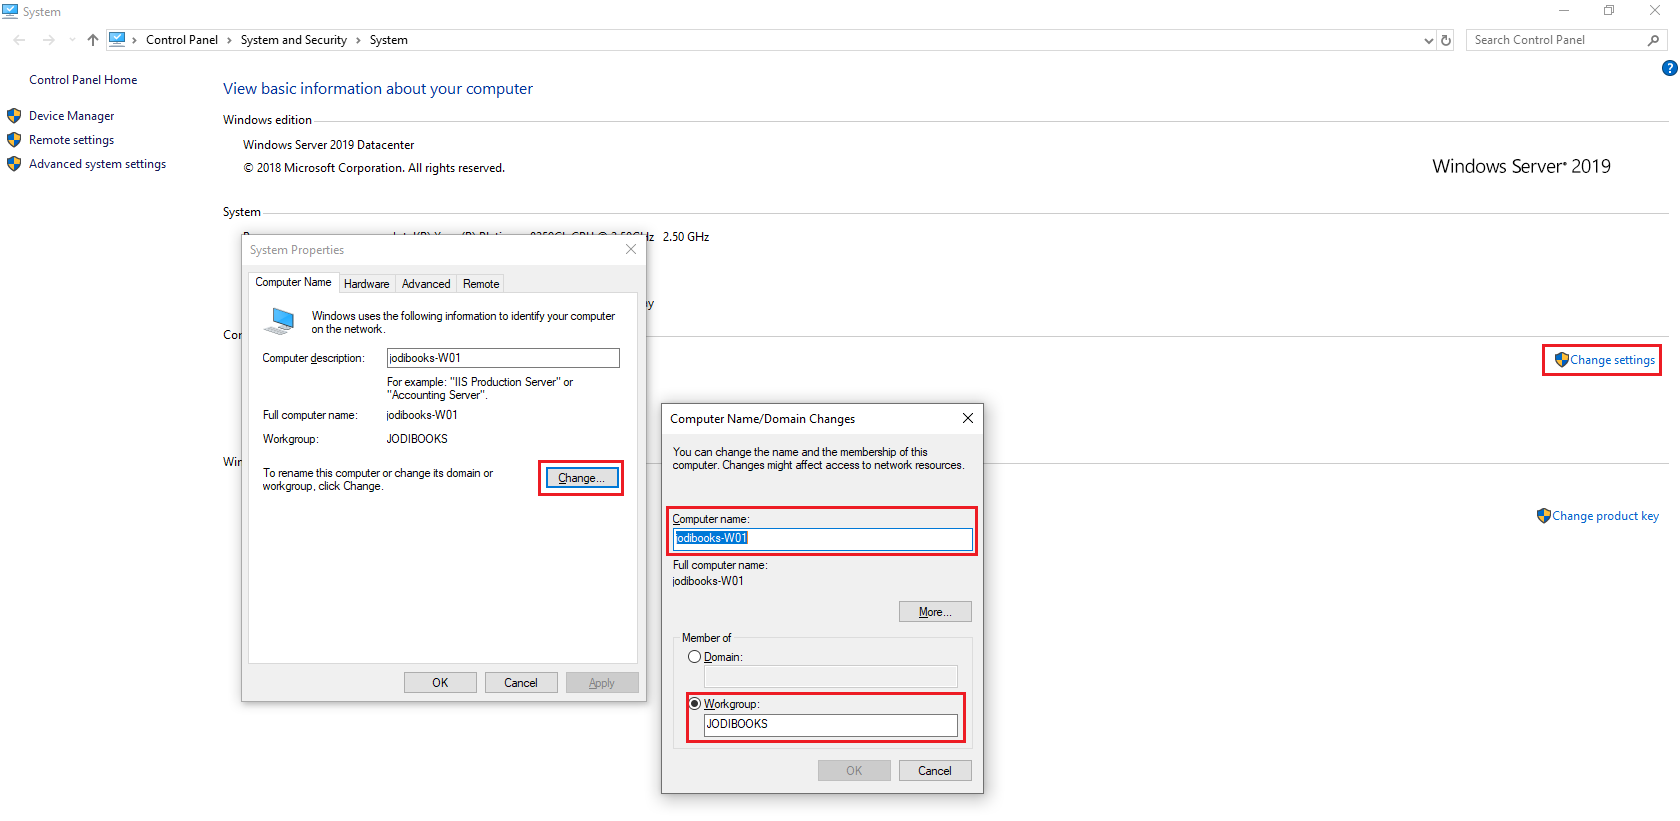 System
Control Panel > System and Security > System
Search Control Panel
Control Panel Home
Device Manager
Remote settings
Advanced system settings
View basic information about your computer
Windows edition
Windows Server 2019 Datacenter
© 2018 Microsoft Corporation. All rights reserved.
Windows Server® 2019
System
2.50 GHz
Change settings
Change product key
System Properties
Computer Name
Hardware
Advanced
Remote
Windows uses the following information to identify your computer
on the network.
Computer description:
jodibooks-W01
For example: "IIS Production Server" or
"Accounting Server".
Full computer name:
jodibooks-W01
Workgroup:
JODIBOOKS
To rename this computer or change its domain or
workgroup, click Change.
Change...
OK
Cancel
Apply
Computer Name/Domain Changes
You can change the name and the membership of this
computer. Changes might affect access to network resources.
Computer name:
jodibooks-W01
Full computer name:
jodibooks-W01
More...
Member of
Domain:
Workgroup:
JODIBOOKS
OK
Cancel